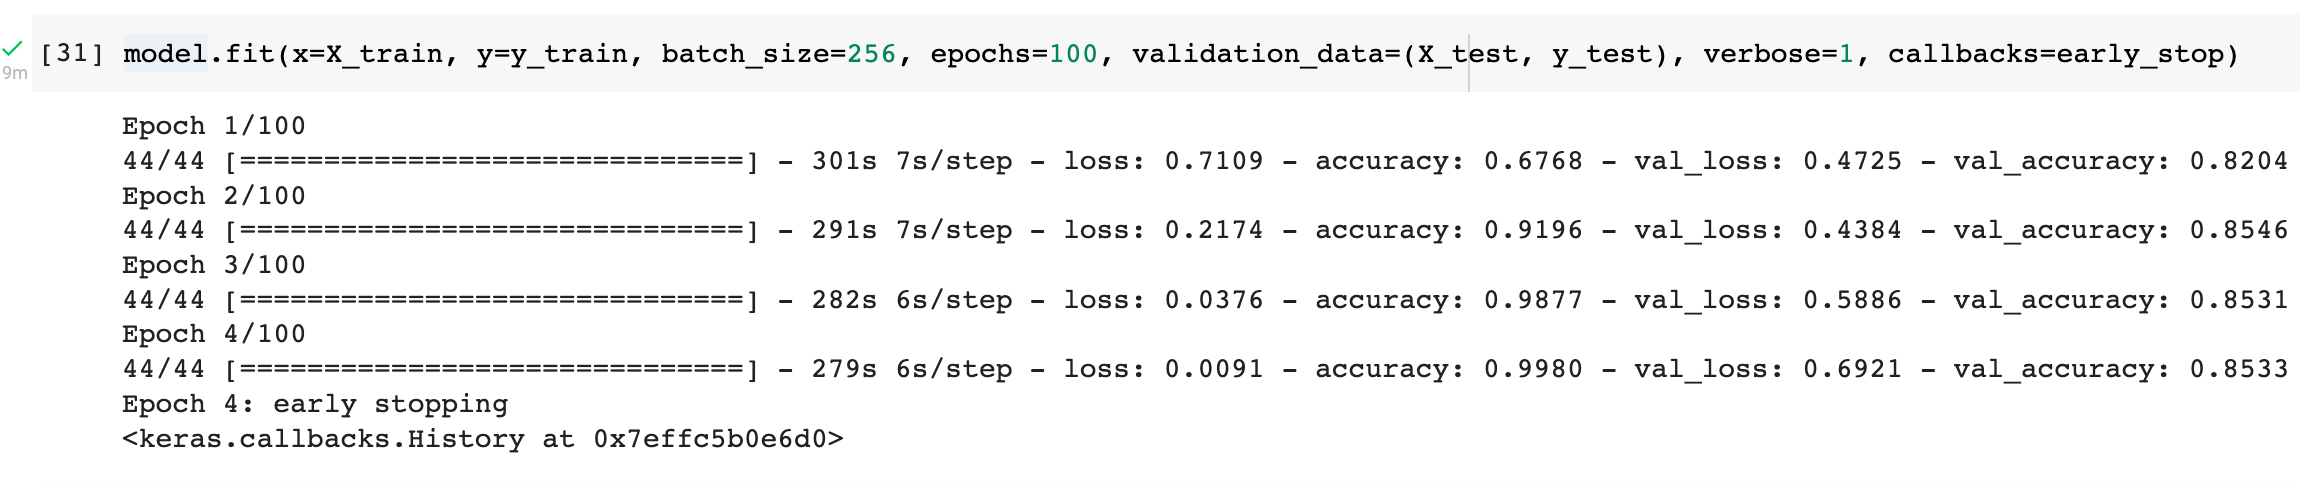 [31] model.fit(x=X_train, y=y_train, batch_size=256, epochs=100, validation_data=(X_test, y_test), verbose=1, callbacks=early_stop)
9m
Epoch 1/100
44/44 [==============================] - 301s 7s/step - loss: 0.7109 - accuracy: 0.6768 - val_loss: 0.4725 - val_accuracy: 0.8204
Epoch 2/100
44/44 [==============================] - 291s 7s/step - loss: 0.2174 - accuracy: 0.9196 - val_loss: 0.4384 - val_accuracy: 0.8546
Epoch 3/100
44/44 [==============================] - 282s 6s/step - loss: 0.0376 - accuracy: 0.9877 - val_loss: 0.5886 - val_accuracy: 0.8531
Epoch 4/100
44/44 [==============================] - 279s 6s/step - loss: 0.0091 - accuracy: 0.9980 - val_loss: 0.6921 - val_accuracy: 0.8533
Epoch 4: early stopping
<keras.callbacks.History at 0x7effc5b0e6d0>